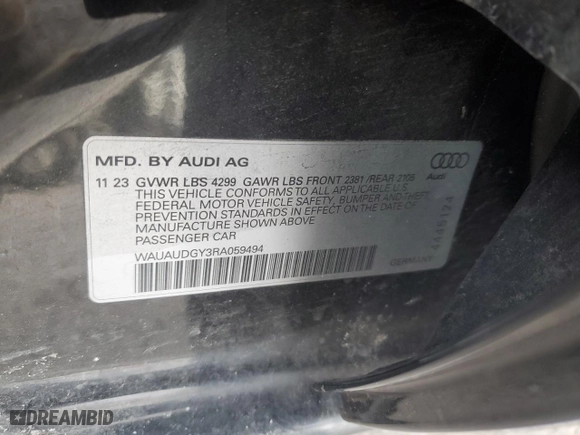 MFD. BY AUDI AG
Audi
11 23 GVWR LBS 4299 GAWR LBS FRONT 2381 /REAR 2106
THIS VEHICLE CONFORMS TO ALL APPLICABLE U.S.
FEDERAL MOTOR VEHICLE SAFETY, BUMPER AND THEFT
PREVENTION STANDARDS IN EFFECT ON THE DATE OF
MANUFACTURE SHOWN ABOVE
PASSENGER CAR
WAUAUDGY3RA059494
GERMANY
DREAMBID